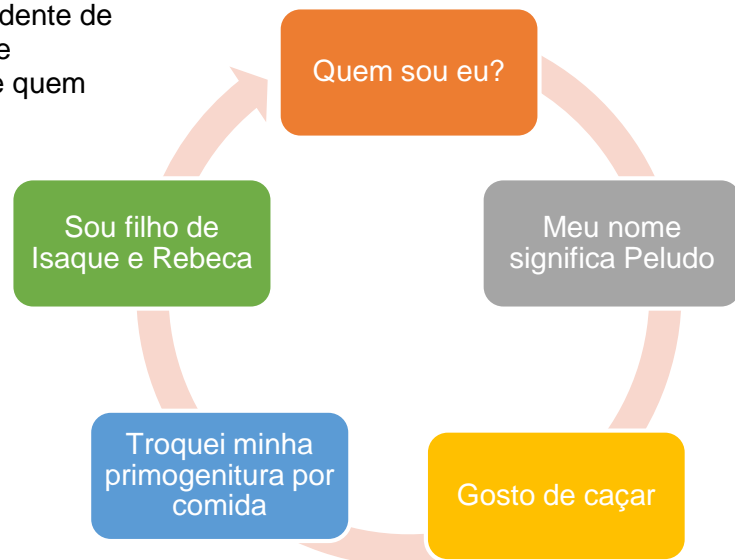 dente de
e
e quem
Quem sou eu?
Meu nome
significa Peludo
Gosto de caçar
Troquei minha
primogenitura por
comida
Sou filho de
Isaque e Rebeca